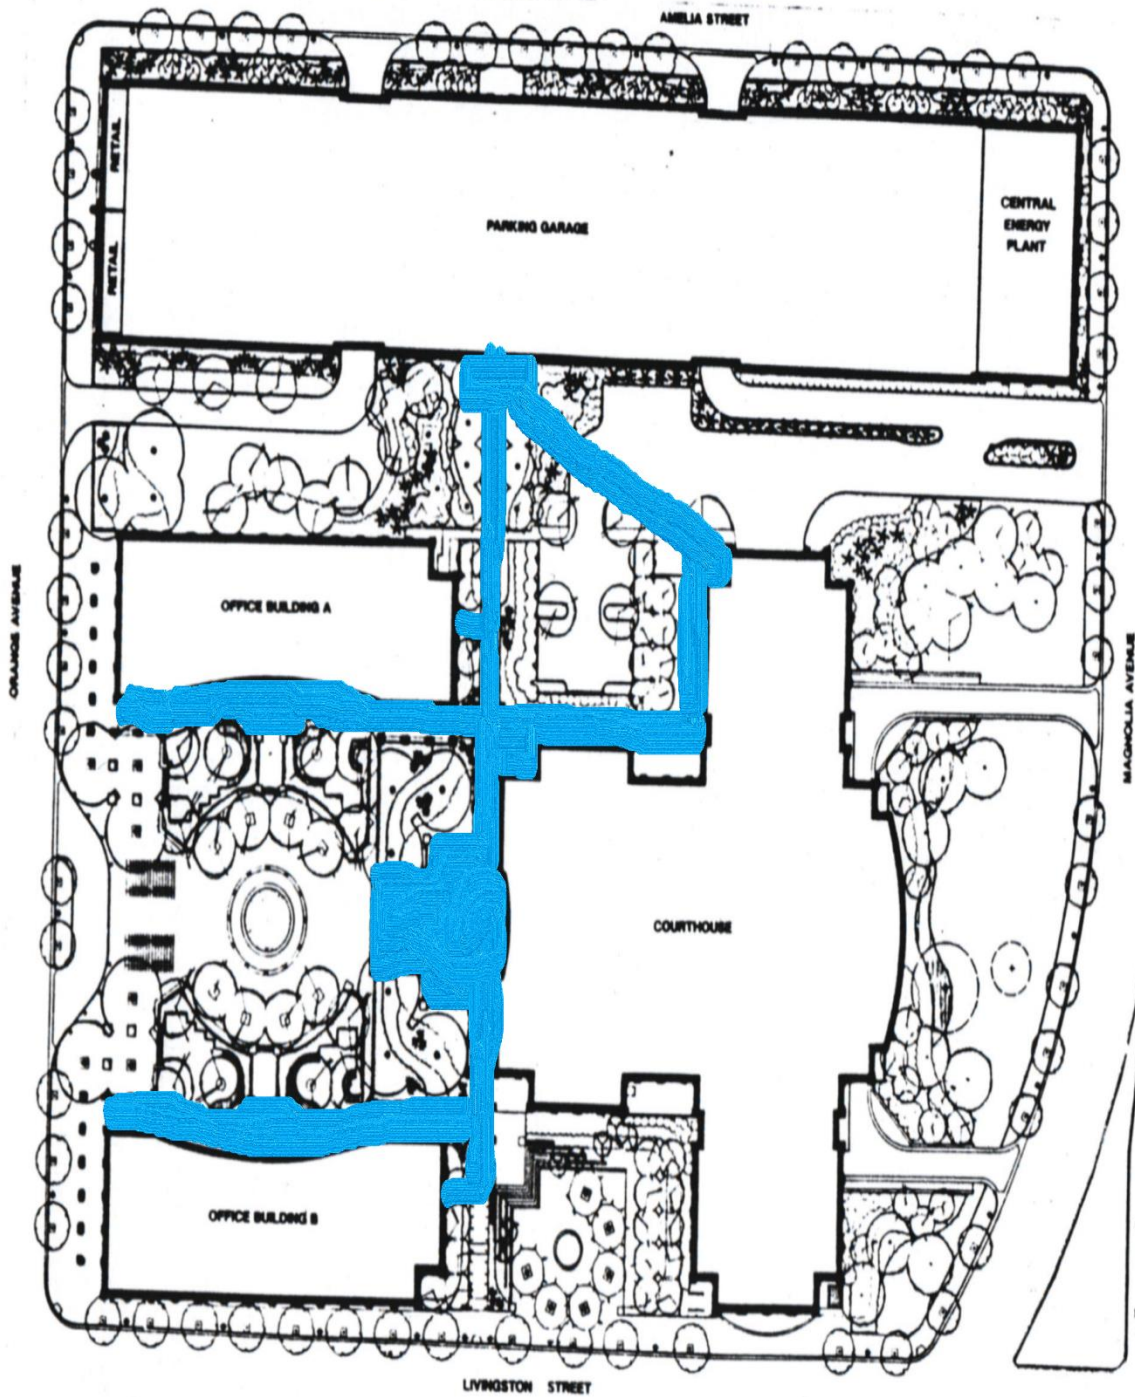 AMELIA STREET
RETAIL
RETAIL
PARKING GARAGE
CENTRAL
ENERGY
PLANT
ORANGE AVENUE
OFFICE BUILDING A
MAGNOLIA AVENUE
COURTHOUSE
OFFICE BUILDING B
LIVINGSTON STREET